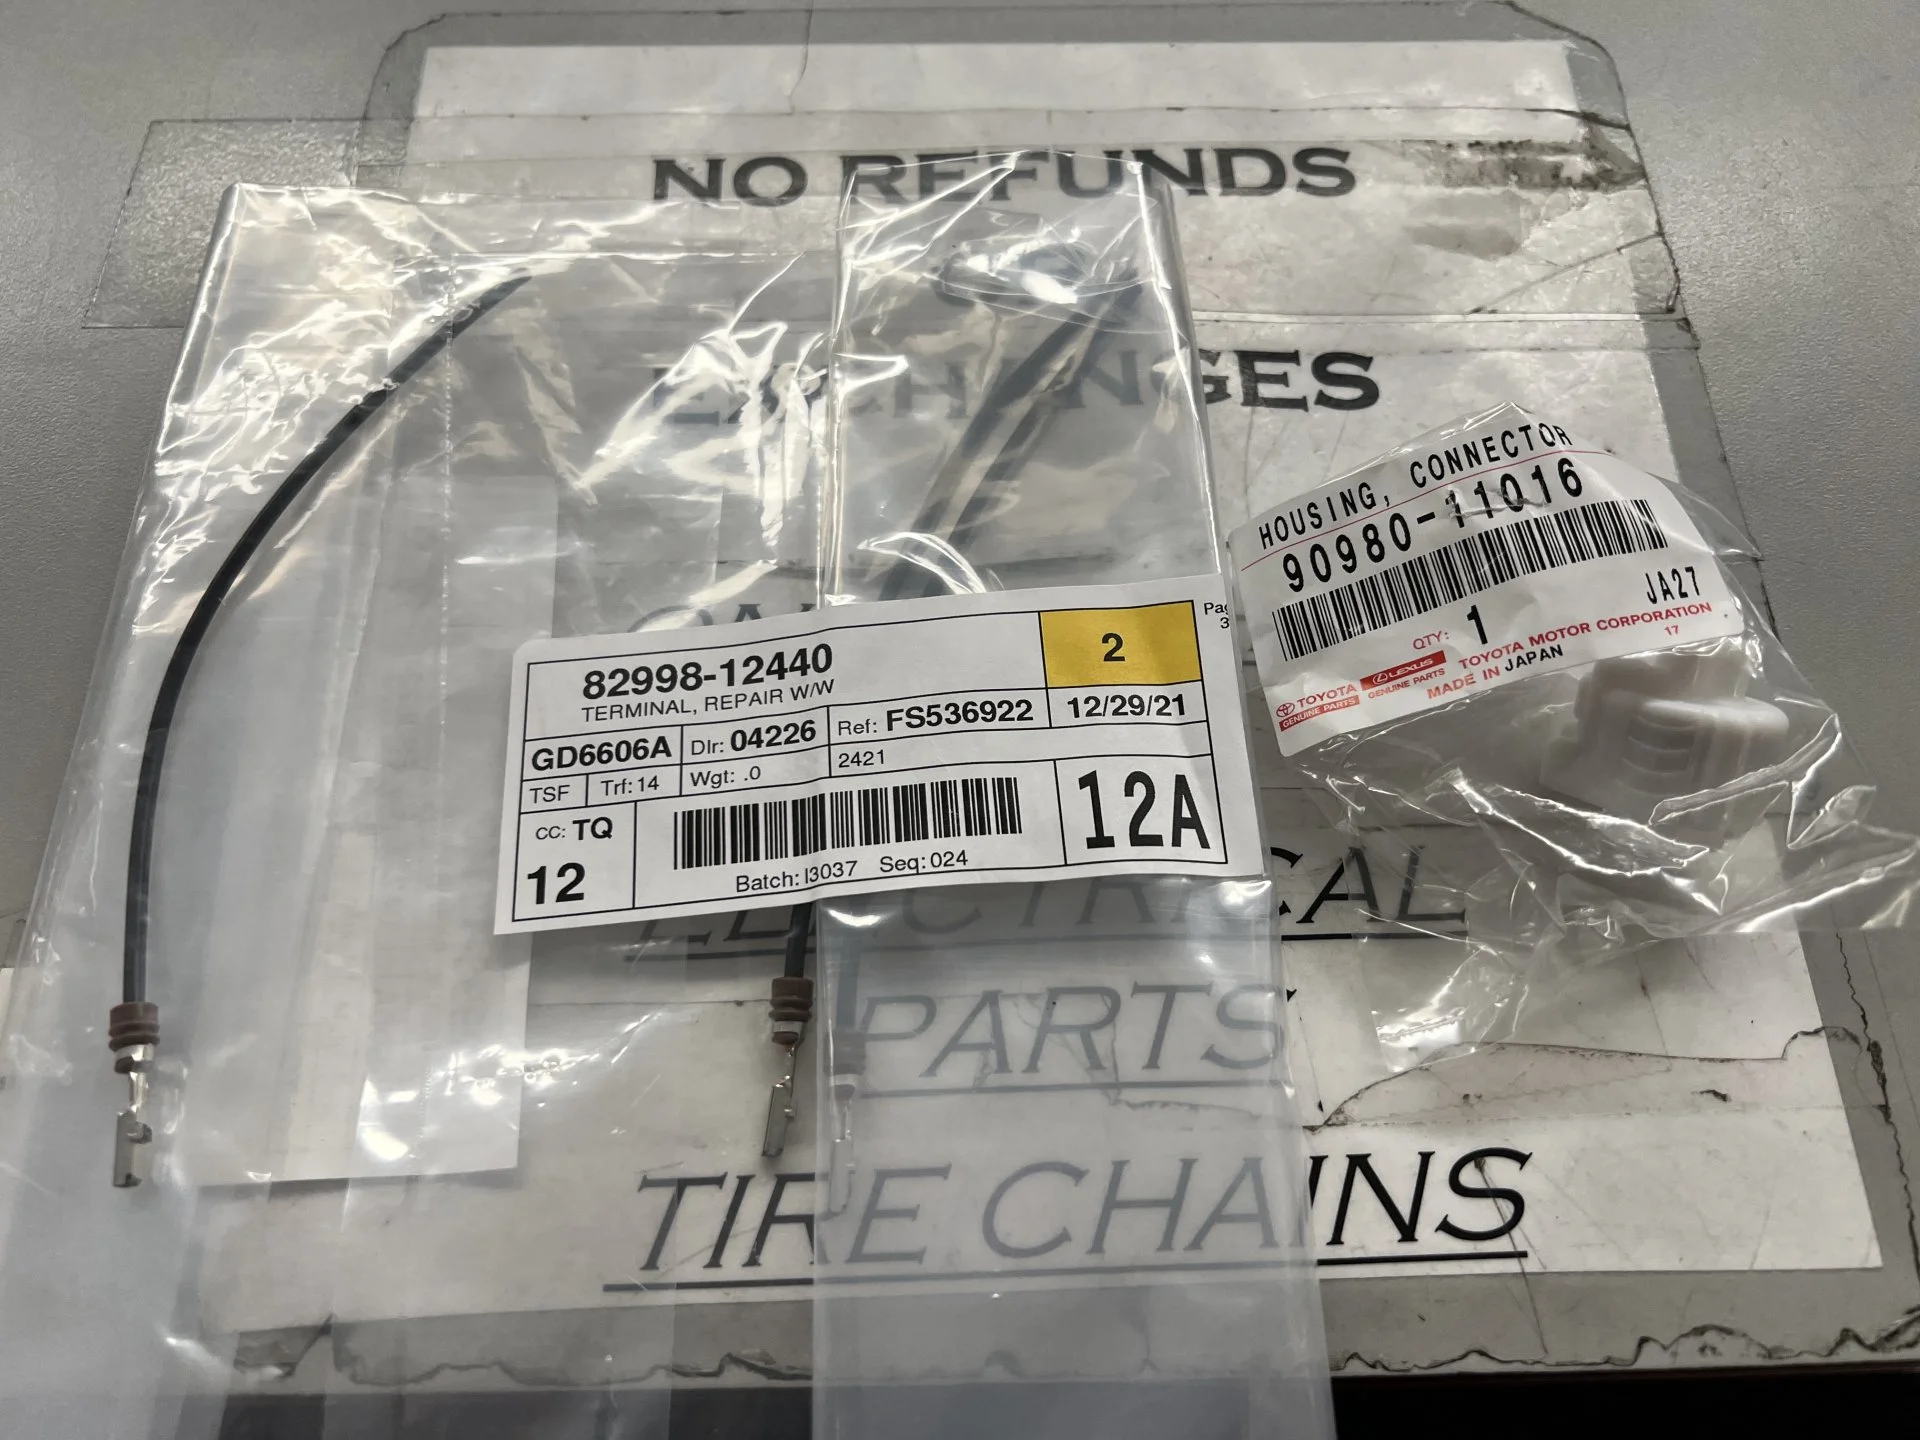 NO REFUNDS
EXCHANGES
ELECTRICAL
PARTS
TIRE CHAINS
82998-12440
TERMINAL, REPAIR W/W
2
GD6606A
Dlr: 04226
Ref: FS536922
12/29/21
TSF
Trf: 14
Wgt: .0
2421
CC: TQ
12
Batch: I3037 Seq: 024
12A
HOUSING, CONNECTOR
90980-11016
JA27
QTY: 1
TOYOTA MOTOR CORPORATION
17
TOYOTA
GENUINE PARTS
LEXUS
GENUINE PARTS
MADE IN JAPAN